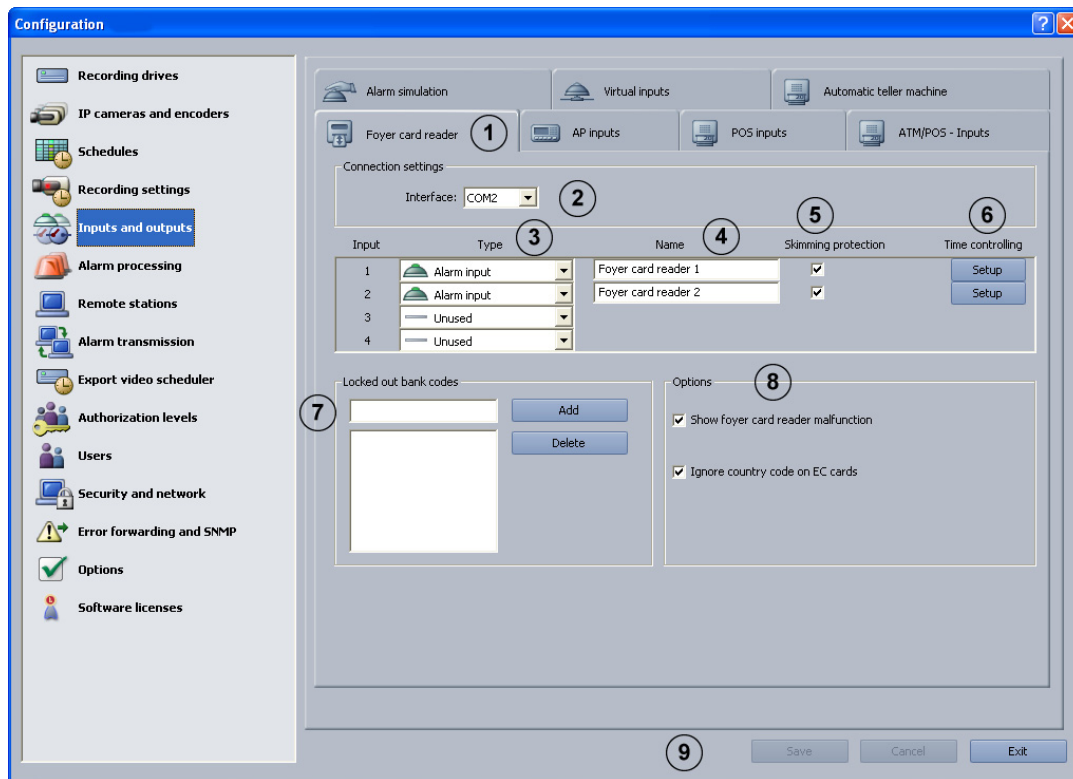 Configuration
Recording drives
IP cameras and encoders
Schedules
Recording settings
Inputs and outputs
Alarm processing
Remote stations
Alarm transmission
Export video scheduler
Authorization levels
Users
Security and network
Error forwarding and SNMP
Options
Software licenses
Alarm simulation
Virtual inputs
Automatic teller machine
Foyer card reader
1
AP inputs
POS inputs
ATM/POS - Inputs
Connection settings
Interface: COM2
2
3
4
5
6
Input Type Name Skimming protection Time controlling
1 Alarm input Foyer card reader 1 Setup
2 Alarm input Foyer card reader 2 Setup
3 Unused
4 Unused
Locked out bank codes
7
Add
Delete
Options
8
Show foyer card reader malfunction
Ignore country code on EC cards
9
Save
Cancel
Exit